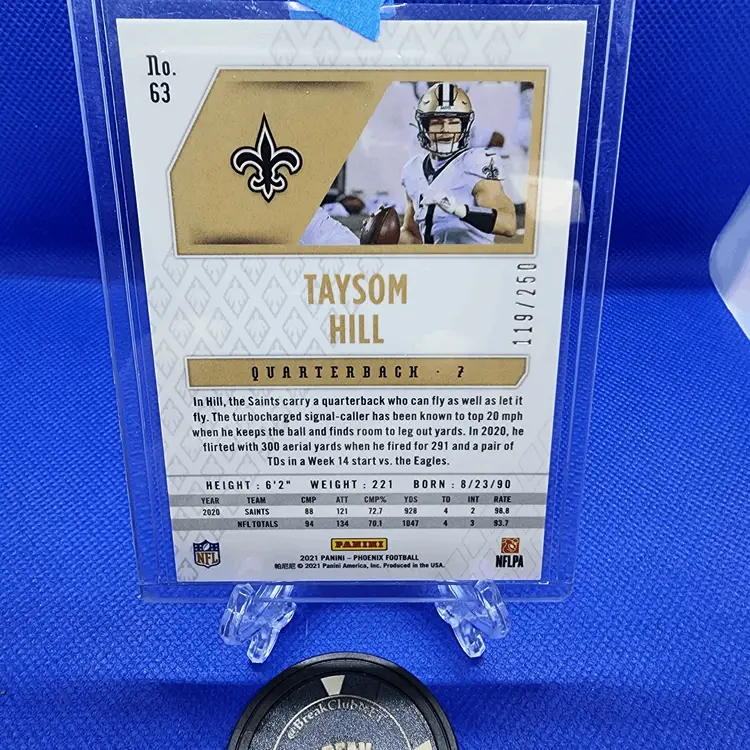 No.
63
TAYSOM
HILL
119/250
QUARTERBACK · 7
In Hill, the Saints carry a quarterback who can fly as well as let it
fly. The turbocharged signal-caller has been known to top 20 mph
when he keeps the ball and finds room to leg out yards. In 2020, he
flirted with 300 aerial yards when he fired for 291 and a pair of
TDs in a Week 14 start vs. the Eagles.
HEIGHT : 6'2" WEIGHT : 221 BORN : 8/23/90
YEAR TEAM CMP ATT CMP% YDS TD INT RATE
2020 SAINTS 88 121 72.7 928 4 2 98.8
NFL TOTALS 94 134 70.1 1047 4 3 93.7
NFL
PANINI
NFLPA
2021 PANINI – PHOENIX FOOTBALL
帕尼尼 © 2021 Panini America, Inc. Produced in the USA.
@BreakClubNET
BREAK